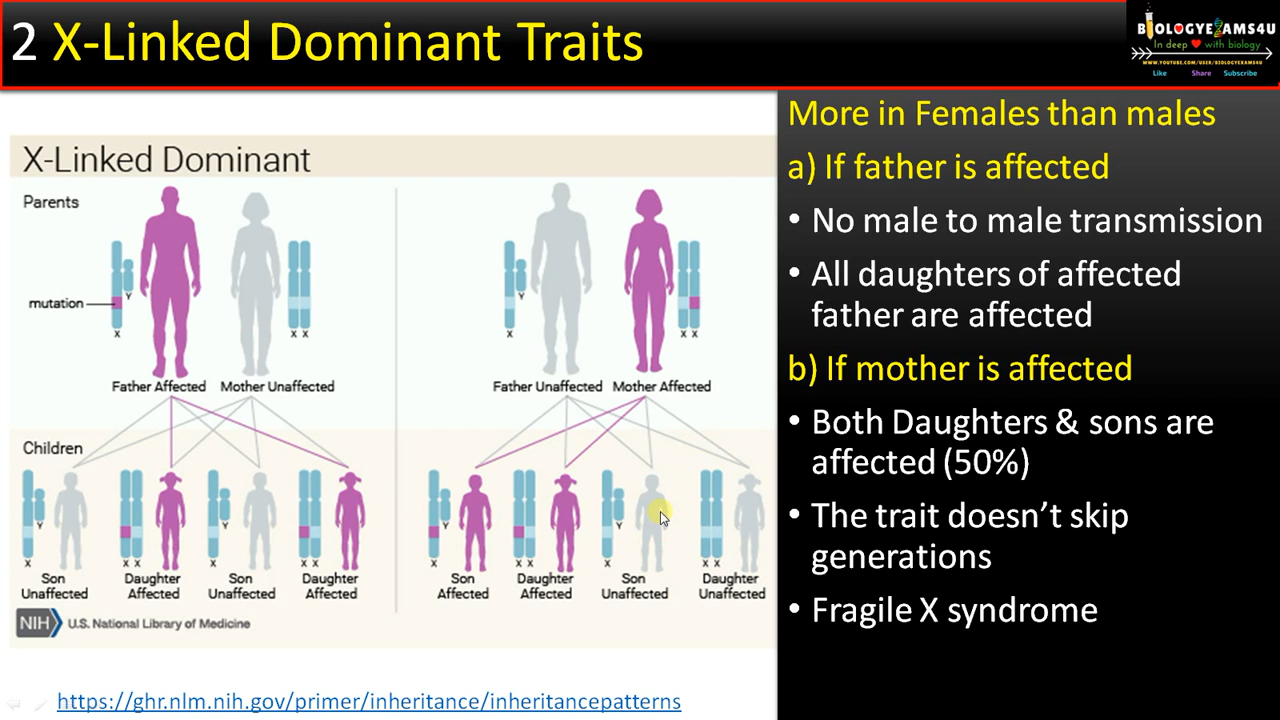 2 X-Linked Dominant Traits
BIOLOGYEXAMS4U
In deep ❤ with biology
WWW.YOUTUBE.COM/USER/BIOLOGYEXAMS4U
Like Share Subscribe
X-Linked Dominant
Parents
mutation
X Y X X
X Y X X
Father Affected Mother Unaffected
Father Unaffected Mother Affected
Children
X Y X X X Y X X
X Y X X X Y X X
Son Unaffected
Daughter Affected
Son Unaffected
Daughter Affected
Son Affected
Daughter Affected
Son Unaffected
Daughter Unaffected
NIH U.S. National Library of Medicine
https://ghr.nlm.nih.gov/primer/inheritance/inheritancepatterns
More in Females than males
a) If father is affected
• No male to male transmission
• All daughters of affected
father are affected
b) If mother is affected
• Both Daughters & sons are
affected (50%)
• The trait doesn’t skip
generations
• Fragile X syndrome